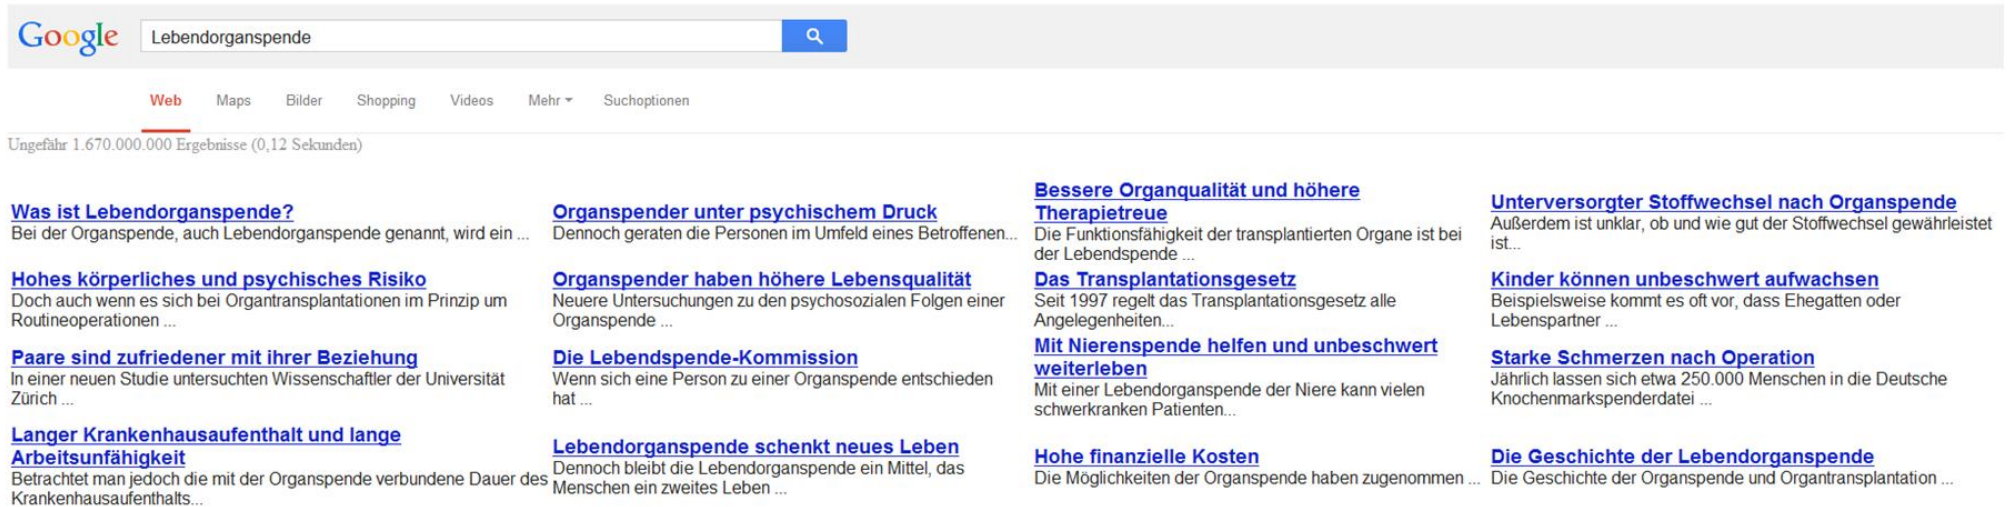 Google
Lebendorganspende
Web Maps Bilder Shopping Videos Mehr Suchoptionen
Ungefähr 1.670.000.000 Ergebnisse (0,12 Sekunden)
Was ist Lebendorganspende?
Bei der Organspende, auch Lebendorganspende genannt, wird ein ...
Organspender unter psychischem Druck
Dennoch geraten die Personen im Umfeld eines Betroffenen...
Bessere Organqualität und höhere
Therapietreue
Die Funktionsfähigkeit der transplantierten Organe ist bei
der Lebendspende ...
Unterversorgter Stoffwechsel nach Organspende
Außerdem ist unklar, ob und wie gut der Stoffwechsel gewährleistet
ist...
Hohes körperliches und psychisches Risiko
Doch auch wenn es sich bei Organtransplantationen im Prinzip um
Routineoperationen ...
Organspender haben höhere Lebensqualität
Neuere Untersuchungen zu den psychosozialen Folgen einer
Organspende ...
Das Transplantationsgesetz
Seit 1997 regelt das Transplantationsgesetz alle
Angelegenheiten...
Kinder können unbeschwert aufwachsen
Beispielsweise kommt es oft vor, dass Ehegatten oder
Lebenspartner ...
Paare sind zufriedener mit ihrer Beziehung
In einer neuen Studie untersuchten Wissenschaftler der Universität
Zürich ...
Die Lebendspende-Kommission
Wenn sich eine Person zu einer Organspende entschieden
hat ...
Mit Nierenspende helfen und unbeschwert
weiterleben
Mit einer Lebendorganspende der Niere kann vielen
schwerkranken Patienten...
Starke Schmerzen nach Operation
Jährlich lassen sich etwa 250.000 Menschen in die Deutsche
Knochenmarkspenderdatei ...
Langer Krankenhausaufenthalt und lange
Arbeitsunfähigkeit
Betrachtet man jedoch die mit der Organspende verbundene Dauer des
Krankenhausaufenthalts...
Lebendorganspende schenkt neues Leben
Dennoch bleibt die Lebendorganspende ein Mittel, das
Menschen ein zweites Leben ...
Hohe finanzielle Kosten
Die Möglichkeiten der Organspende haben zugenommen ...
Die Geschichte der Lebendorganspende
Die Geschichte der Organspende und Organtransplantation ...